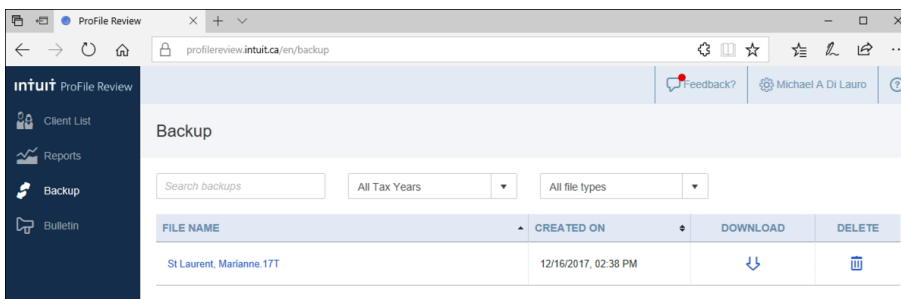 ProFile Review
profilereview.intuit.ca/en/backup
intuit ProFile Review
Feedback?
Michael A Di Lauro
Client List
Reports
Backup
Bulletin
Backup
Search backups
All Tax Years
All file types
FILE NAME
CREATED ON
DOWNLOAD
DELETE
St Laurent, Marianne.17T
12/16/2017, 02:38 PM